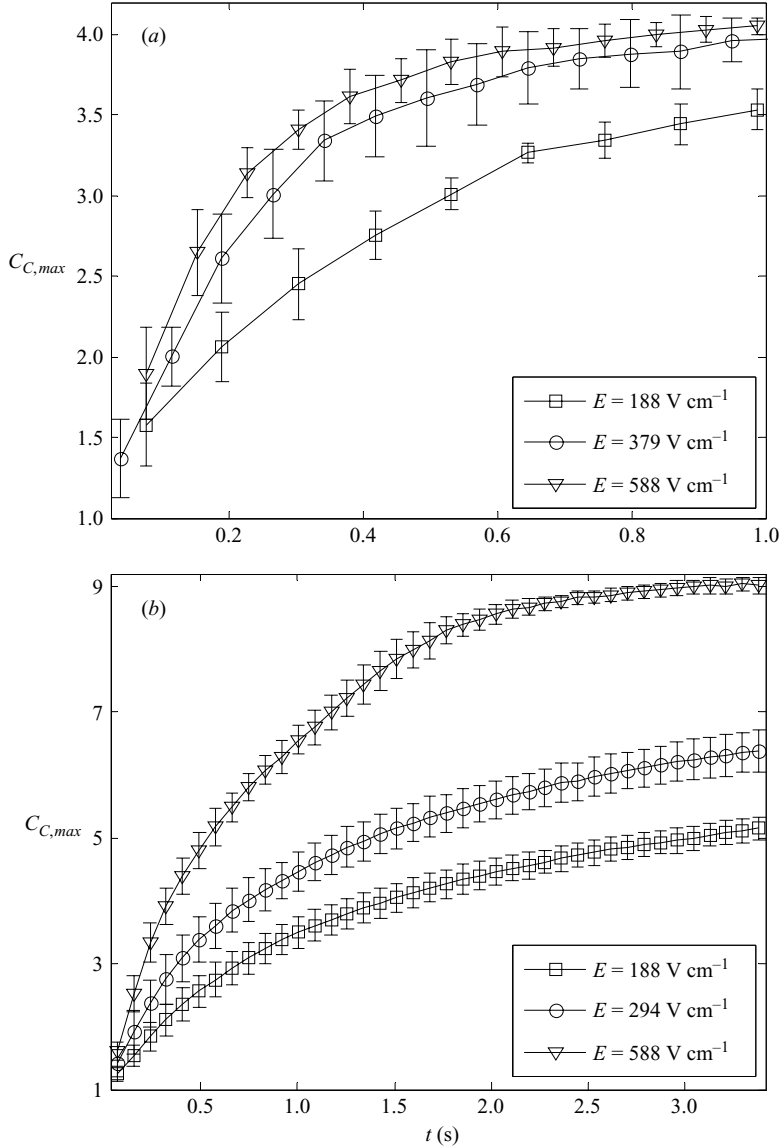 (a)
4.0
3.5
3.0
2.5
2.0
1.5
1.0
C_{C,max}
E = 188 V cm⁻¹
E = 379 V cm⁻¹
E = 588 V cm⁻¹
0.2 0.4 0.6 0.8 1.0
(b)
9
7
5
3
1
C_{C,max}
E = 188 V cm⁻¹
E = 294 V cm⁻¹
E = 588 V cm⁻¹
0.5 1.0 1.5 2.0 2.5 3.0
t (s)